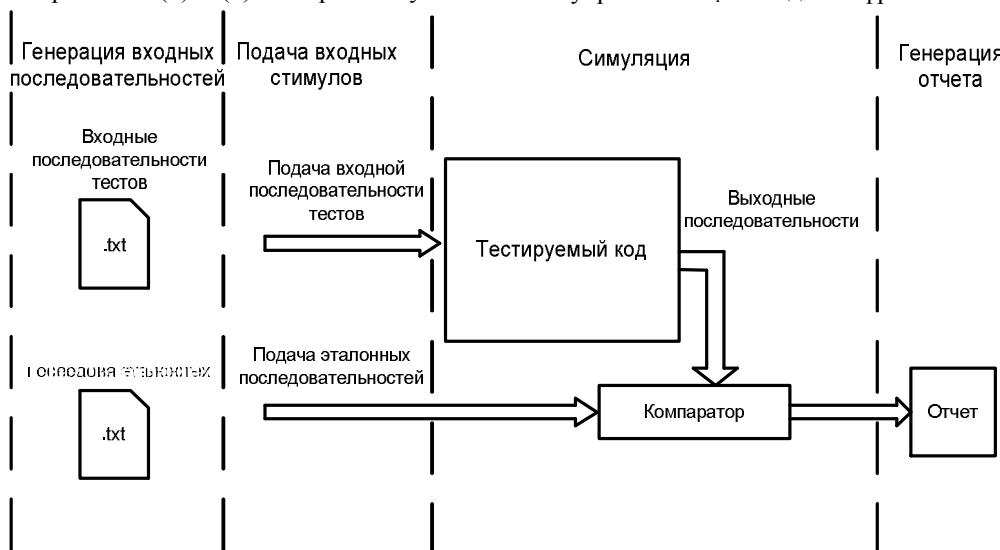 Генерация входных
последовательностей
Подача входных
стимулов
Симуляция
Генерация
отчета
Входные
последовательности
тестов
.txt
Подача входной
последовательности
тестов
Тестируемый код
Выходные
последовательности
Подача эталонных
последовательностей
.txt
Компаратор
Отчет